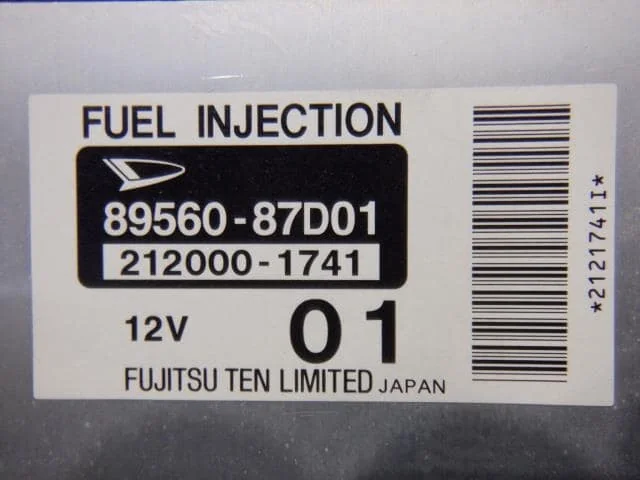 FUEL INJECTION
89560-87D01
212000-1741
12V
01
FUJITSU TEN LIMITED JAPAN
*2121741I*